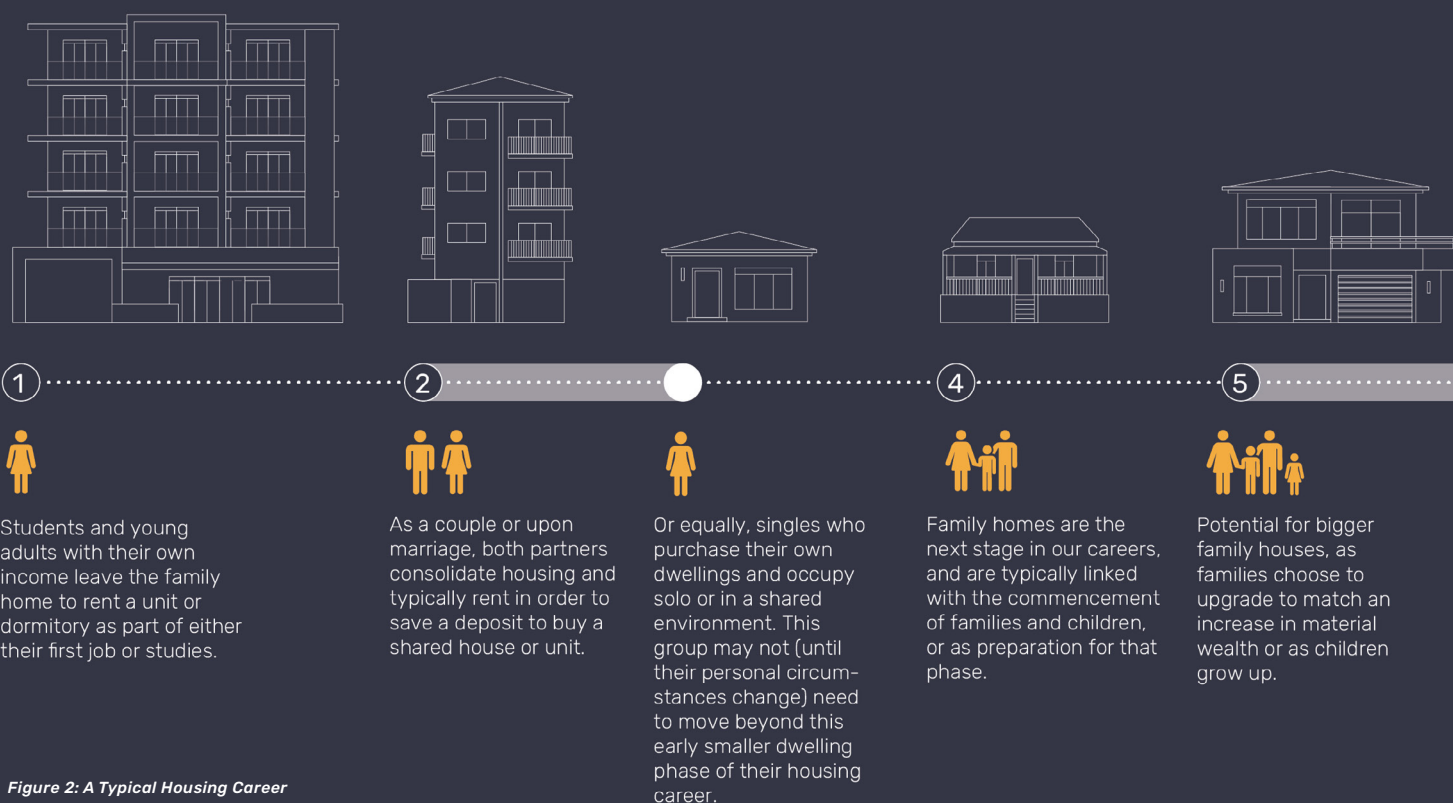 1
2
4
5
Students and young
adults with their own
income leave the family
home to rent a unit or
dormitory as part of either
their first job or studies.
As a couple or upon
marriage, both partners
consolidate housing and
typically rent in order to
save a deposit to buy a
shared house or unit.
Or equally, singles who
purchase their own
dwellings and occupy
solo or in a shared
environment. This
group may not (until
their personal circum-
stances change) need
to move beyond this
early smaller dwelling
phase of their housing
career.
Family homes are the
next stage in our careers,
and are typically linked
with the commencement
of families and children,
or as preparation for that
phase.
Potential for bigger
family houses, as
families choose to
upgrade to match an
increase in material
wealth or as children
grow up.
Figure 2: A Typical Housing Career